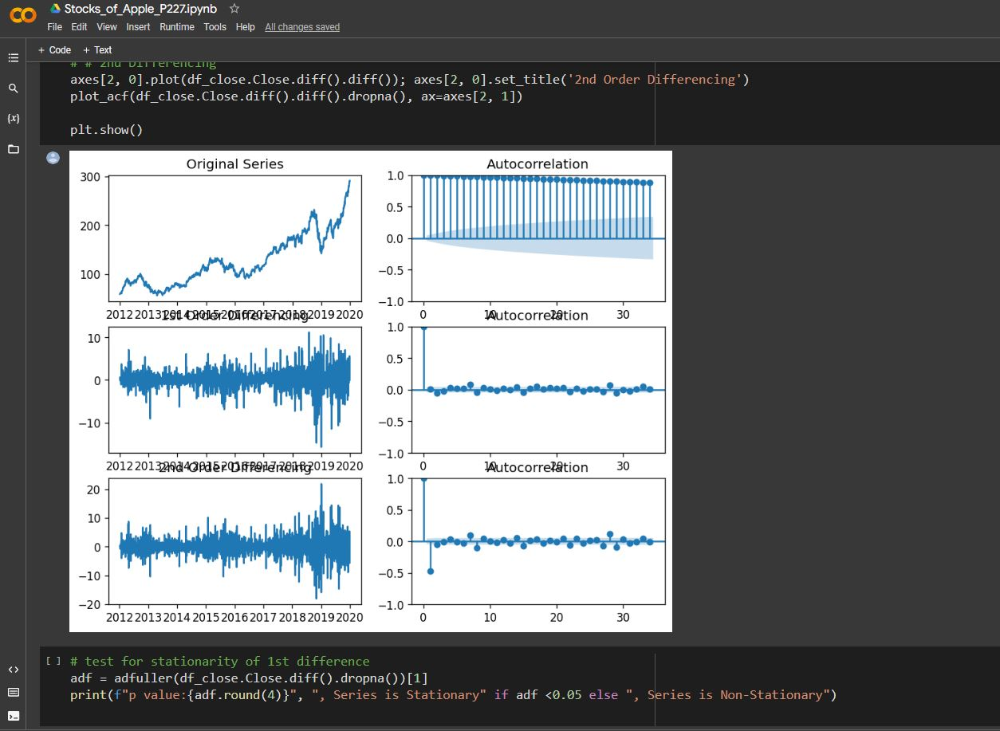 Stocks_of_Apple_P227.ipynb
File Edit View Insert Runtime Tools Help All changes saved
+ Code + Text
# # 2nd Differencing
axes[2, 0].plot(df_close.Close.diff().diff()); axes[2, 0].set_title('2nd Order Differencing')
plot_acf(df_close.Close.diff().diff().dropna(), ax=axes[2, 1])
plt.show()
Original Series
300
200
100
2012 2013 2014 2015 2016 2017 2018 2019 2020
Autocorrelation
1.0
0.5
0.0
−0.5
−1.0
0 10 20 30
1st Order Differencing
10
0
−10
2012 2013 2014 2015 2016 2017 2018 2019 2020
Autocorrelation
1.0
0.5
0.0
−0.5
−1.0
0 10 20 30
2nd Order Differencing
20
10
0
−10
−20
2012 2013 2014 2015 2016 2017 2018 2019 2020
Autocorrelation
1.0
0.5
0.0
−0.5
−1.0
0 10 20 30
[ ] # test for stationarity of 1st difference
adf = adfuller(df_close.Close.diff().dropna())[1]
print(f"p value:{adf.round(4)}", ", Series is Stationary" if adf <0.05 else ", Series is Non-Stationary")